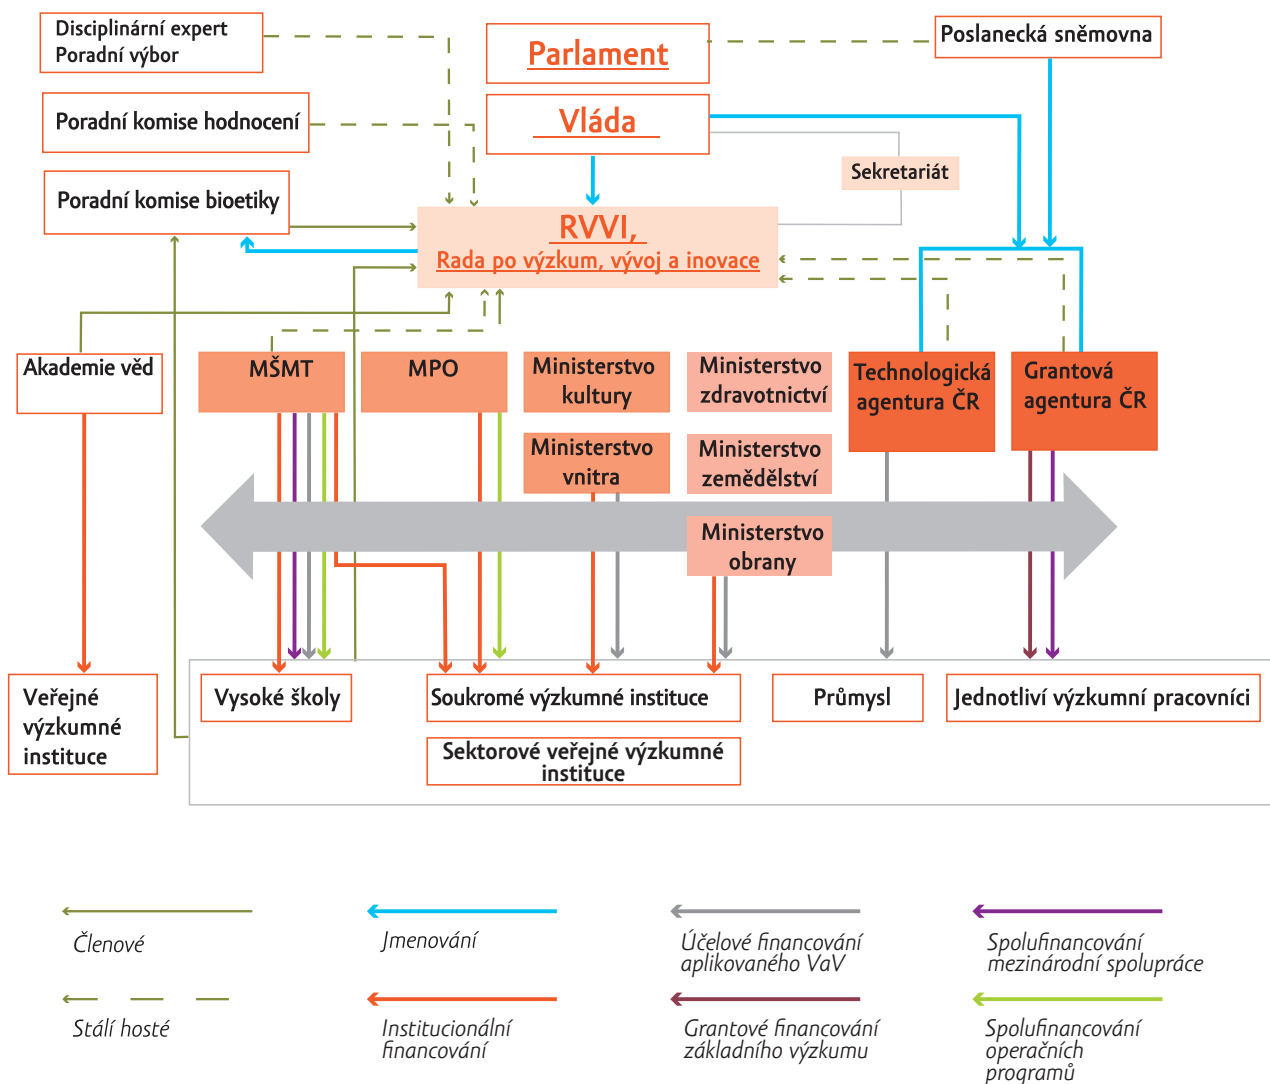 Disciplinární expert
Poradní výbor
Parlament
Poslanecká sněmovna
Poradní komise hodnocení
Vláda
Sekretariát
Poradní komise bioetiky
RVVI,
Rada po výzkum, vývoj a inovace
Akademie věd
MŠMT
MPO
Ministerstvo
kultury
Ministerstvo
zdravotnictví
Technologická
agentura ČR
Grantová
agentura ČR
Ministerstvo
vnitra
Ministerstvo
zemědělství
Ministerstvo
obrany
Veřejné
výzkumné
instituce
Vysoké školy
Soukromé výzkumné instituce
Průmysl
Jednotliví výzkumní pracovníci
Sektorové veřejné výzkumné
instituce
Členové
Jmenování
Účelové financování
aplikovaného VaV
Spolufinancování
mezinárodní spolupráce
Stálí hosté
Institucionální
financování
Grantové financování
základního výzkumu
Spolufinancování
operačních
programů